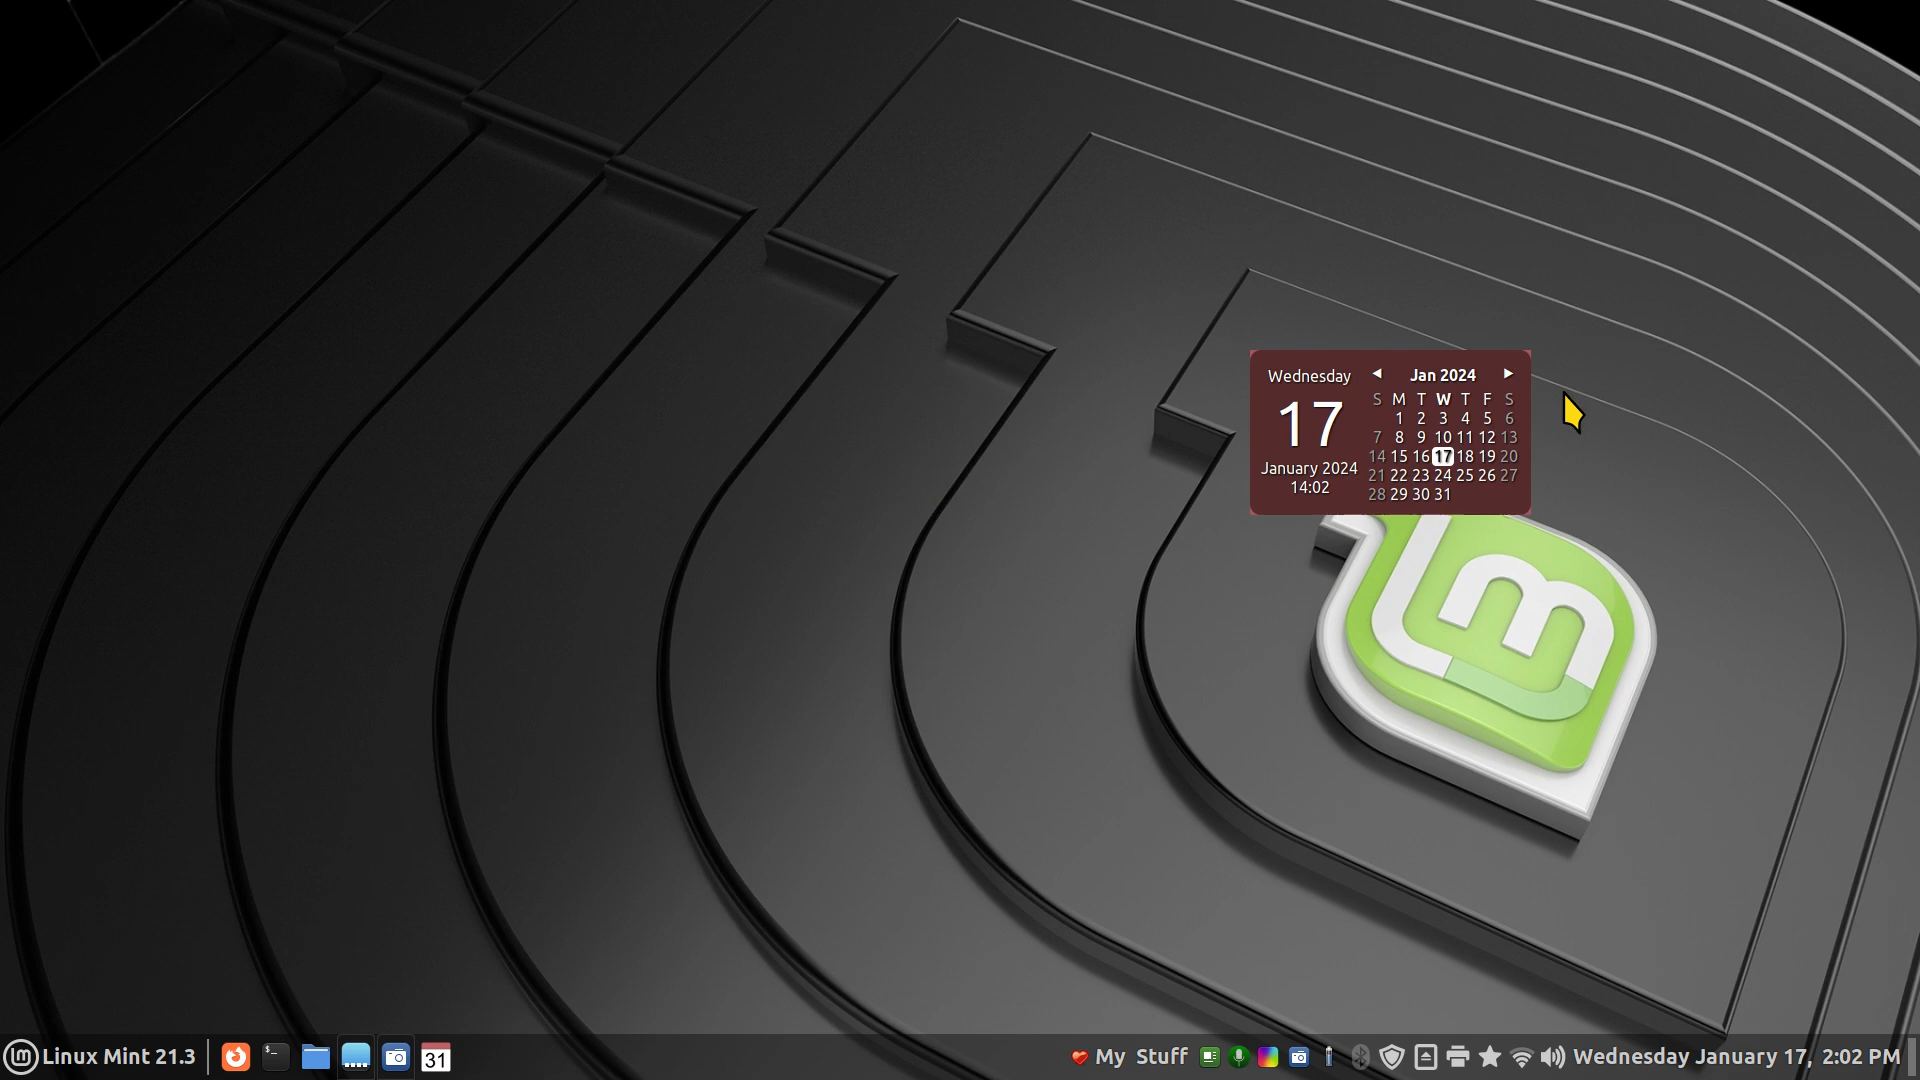 Wednesday
17
January 2024
14:02
◀ Jan 2024 ▶
S M T W T F S
1 2 3 4 5 6
7 8 9 10 11 12 13
14 15 16 17 18 19 20
21 22 23 24 25 26 27
28 29 30 31
lm
lm Linux Mint 21.3
$_
31
My Stuff
Wednesday January 17, 2:02 PM